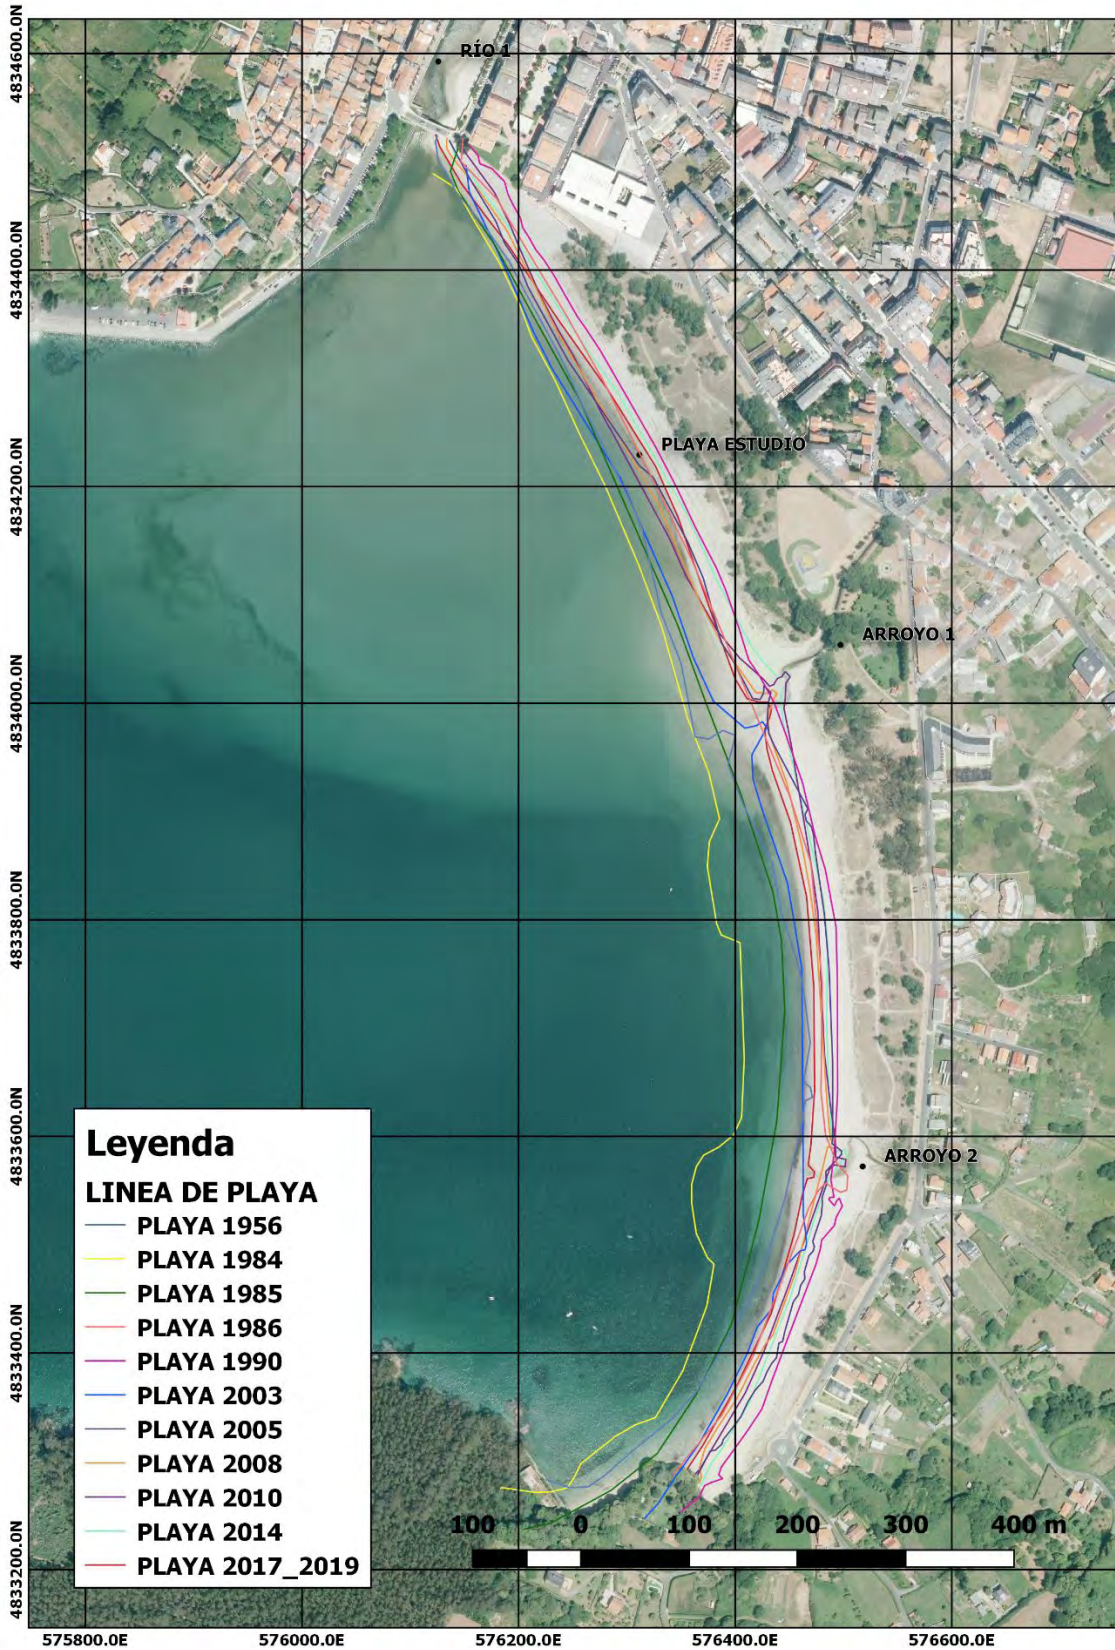 4834600.0N
RÍO 1
4834400.0N
PLAYA ESTUDIO
4834200.0N
ARROYO 1
4834000.0N
4833800.0N
4833600.0N
ARROYO 2
Leyenda
LINEA DE PLAYA
PLAYA 1956
PLAYA 1984
PLAYA 1985
PLAYA 1986
PLAYA 1990
PLAYA 2003
PLAYA 2005
PLAYA 2008
PLAYA 2010
PLAYA 2014
PLAYA 2017_2019
4833400.0N
100 0 100 200 300 400 m
4833200.0N
575800.0E 576000.0E 576200.0E 576400.0E 576600.0E